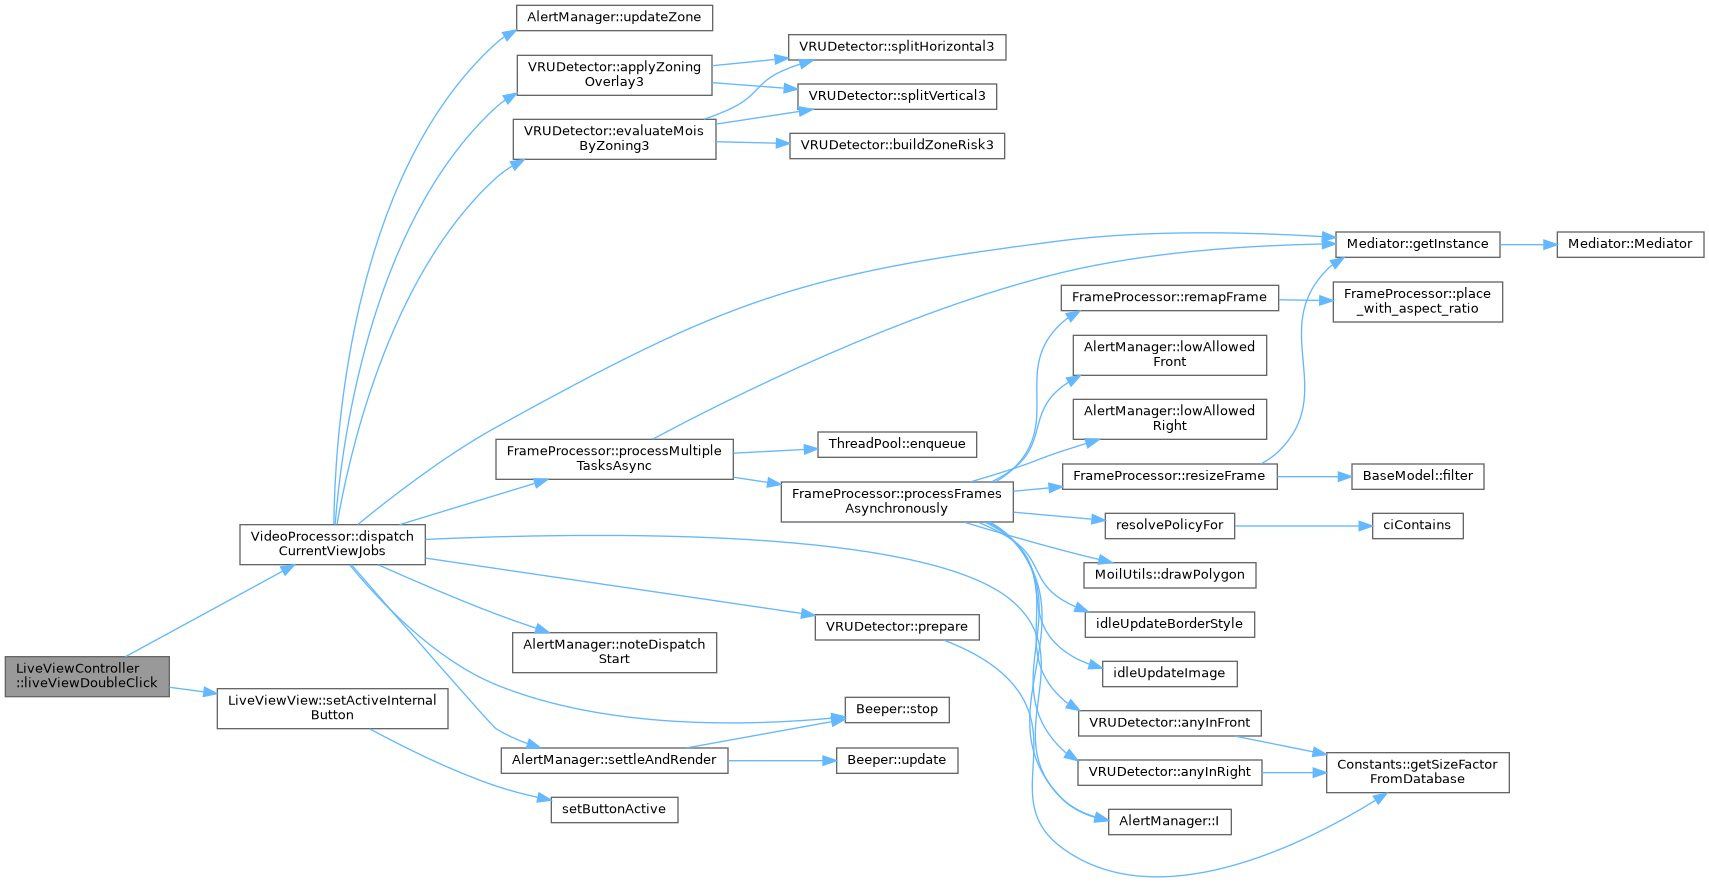 AlertManager::updateZone
VRUDetector::splitHorizontal3
VRUDetector::applyZoning
Overlay3
VRUDetector::splitVertical3
VRUDetector::evaluateMois
ByZoning3
VRUDetector::buildZoneRisk3
Mediator::getInstance
Mediator::Mediator
FrameProcessor::remapFrame
FrameProcessor::place
_with_aspect_ratio
AlertManager::lowAllowed
Front
AlertManager::lowAllowed
Right
ThreadPool::enqueue
FrameProcessor::processMultiple
TasksAsync
FrameProcessor::resizeFrame
BaseModel::filter
FrameProcessor::processFrames
Asynchronously
resolvePolicyFor
ciContains
VideoProcessor::dispatch
CurrentViewJobs
MoilUtils::drawPolygon
idleUpdateBorderStyle
VRUDetector::prepare
AlertManager::noteDispatch
Start
idleUpdateImage
LiveViewController
::liveViewDoubleClick
LiveViewView::setActiveInternal
Button
Beeper::stop
VRUDetector::anyInFront
AlertManager::settleAndRender
Beeper::update
VRUDetector::anyInRight
Constants::getSizeFactor
FromDatabase
setButtonActive
AlertManager::I